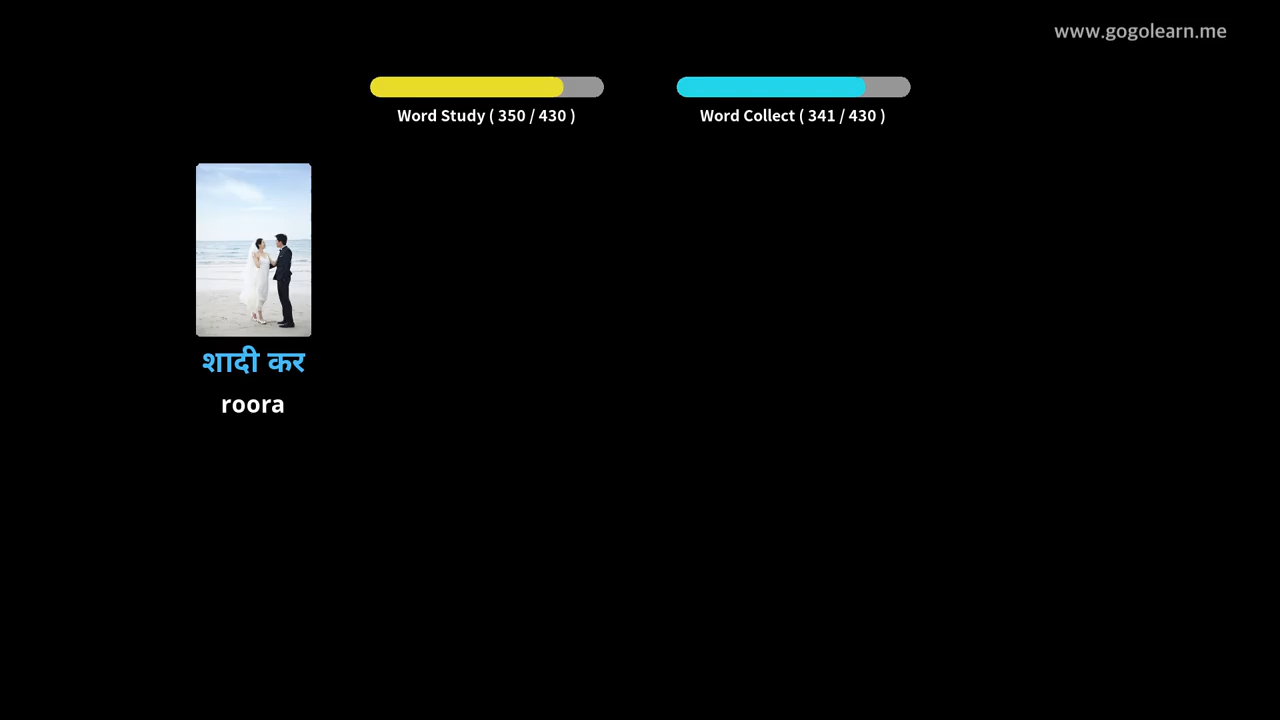 www.gogolearn.me
Word Study ( 350 / 430 )
Word Collect ( 341 / 430 )
शादी कर
roora